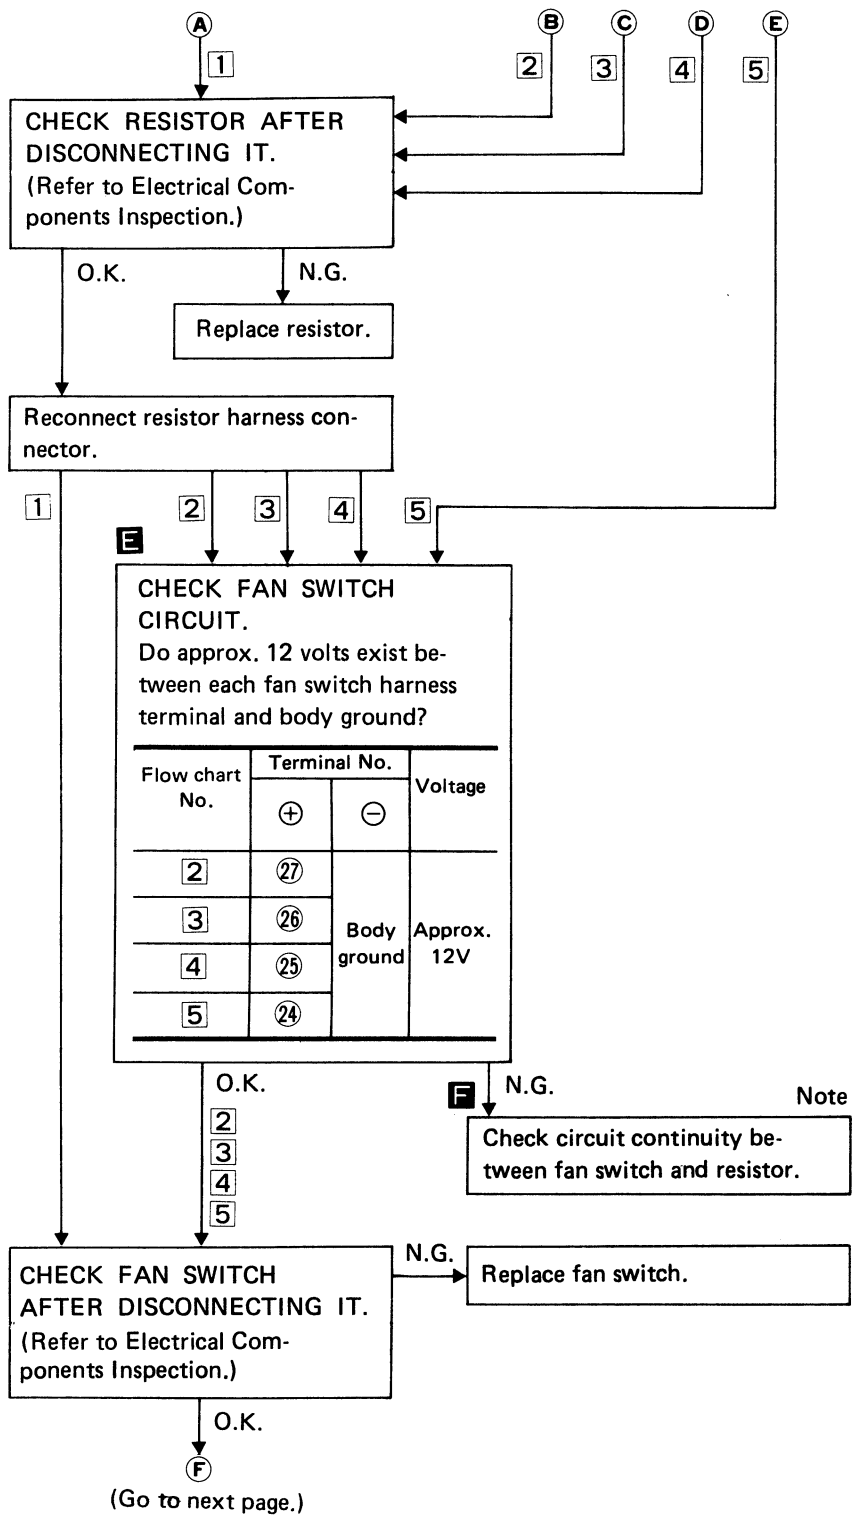 A B C D E
1 2 3 4 5
CHECK RESISTOR AFTER
DISCONNECTING IT.
(Refer to Electrical Com-
ponents Inspection.)
O.K. N.G.
Replace resistor.
Reconnect resistor harness con-
nector.
1 2 3 4 5
E
CHECK FAN SWITCH
CIRCUIT.
Do approx. 12 volts exist be-
tween each fan switch harness
terminal and body ground?
Flow chart
No.
Terminal No.
Voltage
⊕ ⊖
2 27
3 26
4 25
5 24
Body
ground
Approx.
12V
O.K.
2
3
4
5
F N.G.
Note
Check circuit continuity be-
tween fan switch and resistor.
CHECK FAN SWITCH
AFTER DISCONNECTING IT.
(Refer to Electrical Com-
ponents Inspection.)
N.G.
Replace fan switch.
O.K.
F
(Go to next page.)